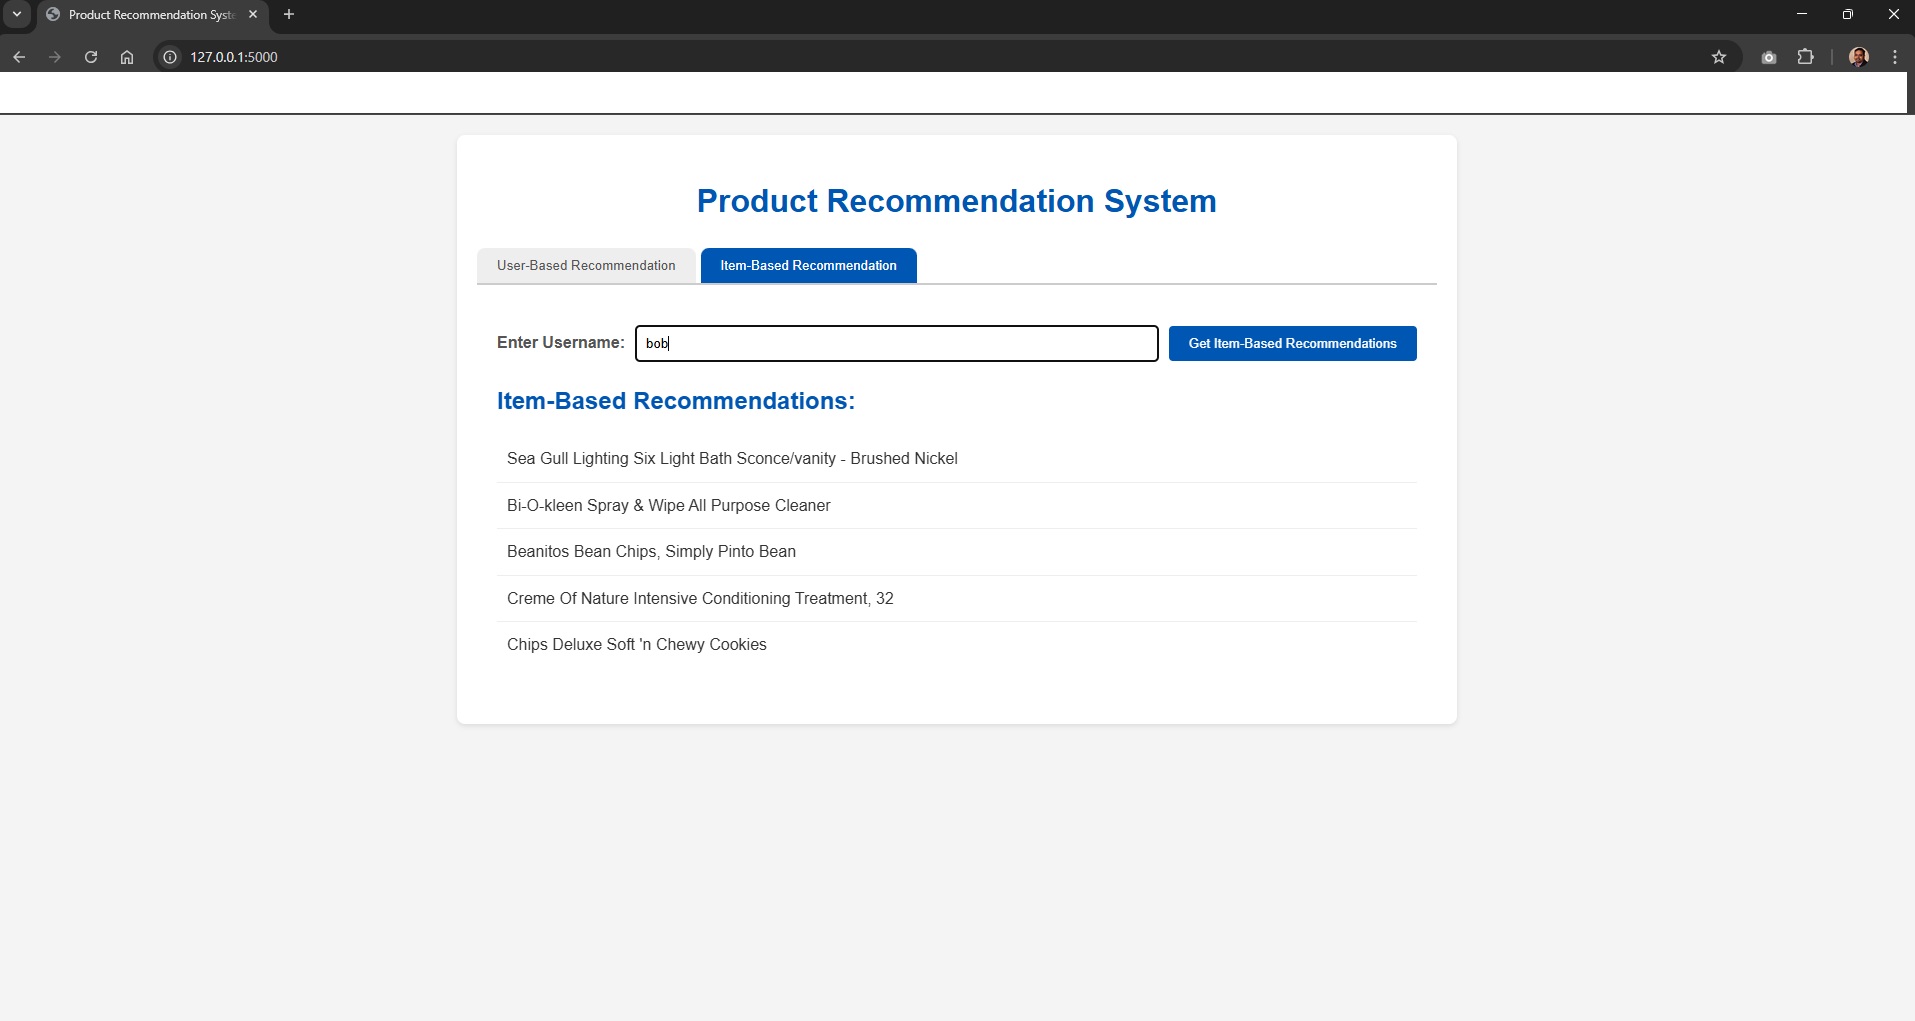 Product Recommendation Syst
127.0.0.1:5000
Product Recommendation System
User-Based Recommendation
Item-Based Recommendation
Enter Username:
bob
Get Item-Based Recommendations
Item-Based Recommendations:
Sea Gull Lighting Six Light Bath Sconce/vanity - Brushed Nickel
Bi-O-kleen Spray & Wipe All Purpose Cleaner
Beanitos Bean Chips, Simply Pinto Bean
Creme Of Nature Intensive Conditioning Treatment, 32
Chips Deluxe Soft 'n Chewy Cookies